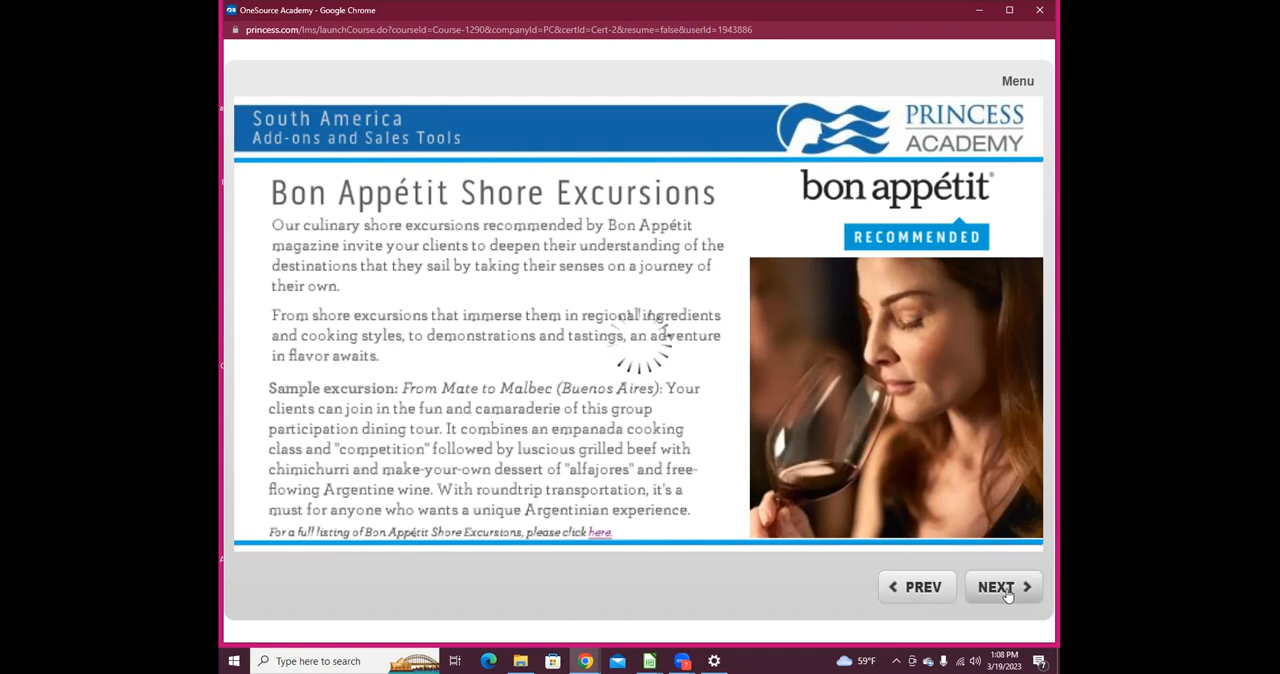 OneSource Academy - Google Chrome
princess.com/lms/launchCourse.do?courseId=Course-1290&companyId=PC&certId=Cert-2&resume=false&userId=1943886
Menu
South America
Add-ons and Sales Tools
PRINCESS
ACADEMY
Bon Appétit Shore Excursions
bon appétit®
RECOMMENDED
Our culinary shore excursions recommended by Bon Appétit
magazine invite your clients to deepen their understanding of the
destinations that they sail by taking their senses on a journey of
their own.
From shore excursions that immerse them in regional ingredients
and cooking styles, to demonstrations and tastings, an adventure
in flavor awaits.
Sample excursion: From Mate to Malbec (Buenos Aires): Your
clients can join in the fun and camaraderie of this group
participation dining tour. It combines an empanada cooking
class and "competition" followed by luscious grilled beef with
chimichurri and make-your-own dessert of "alfajores" and free-
flowing Argentine wine. With roundtrip transportation, it's a
must for anyone who wants a unique Argentinian experience.
For a full listing of Bon Appétit Shore Excursions, please click here.
PREV
NEXT
Type here to search
59°F
1:08 PM
3/19/2023